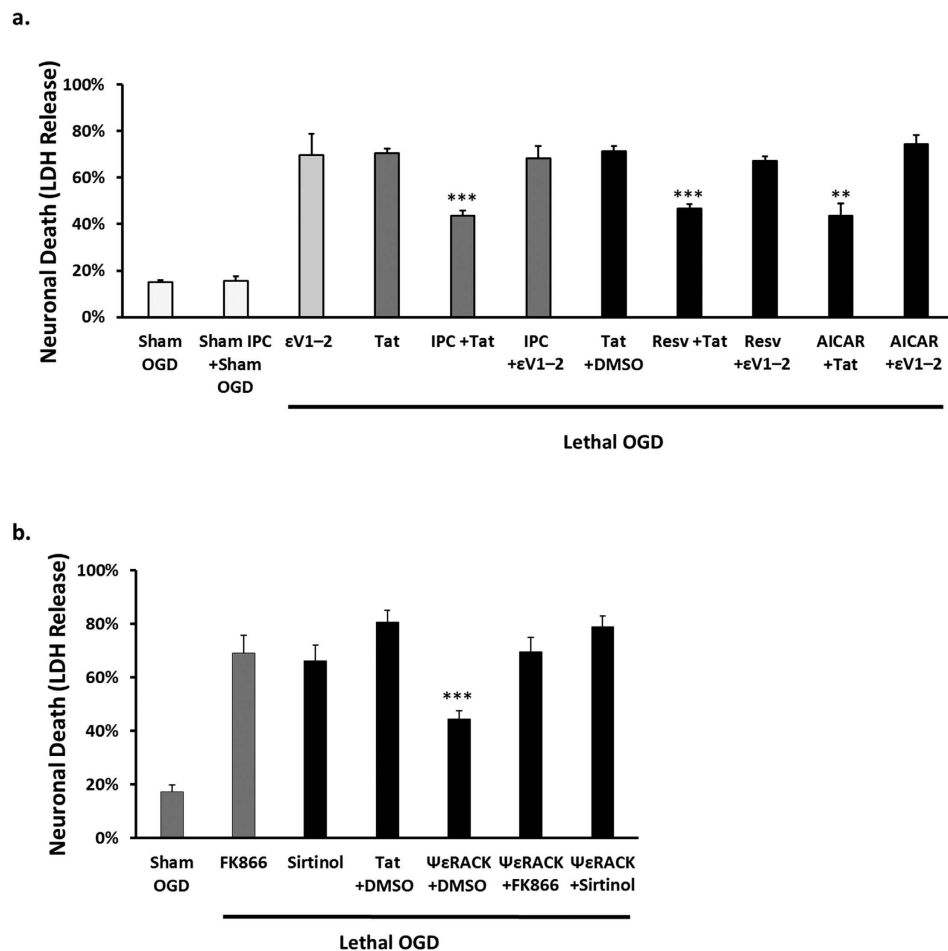 a.
Neuronal Death (LDH Release)
100%
80%
60%
40%
20%
0%
***
***
**
Sham OGD
Sham IPC +Sham OGD
εV1–2
Tat
IPC +Tat
IPC +εV1–2
Tat +DMSO
Resv +Tat
Resv +εV1–2
AICAR +Tat
AICAR +εV1–2
Lethal OGD
b.
Neuronal Death (LDH Release)
100%
80%
60%
40%
20%
0%
***
Sham OGD
FK866
Sirtinol
Tat +DMSO
ΨεRACK +DMSO
ΨεRACK +FK866
ΨεRACK +Sirtinol
Lethal OGD